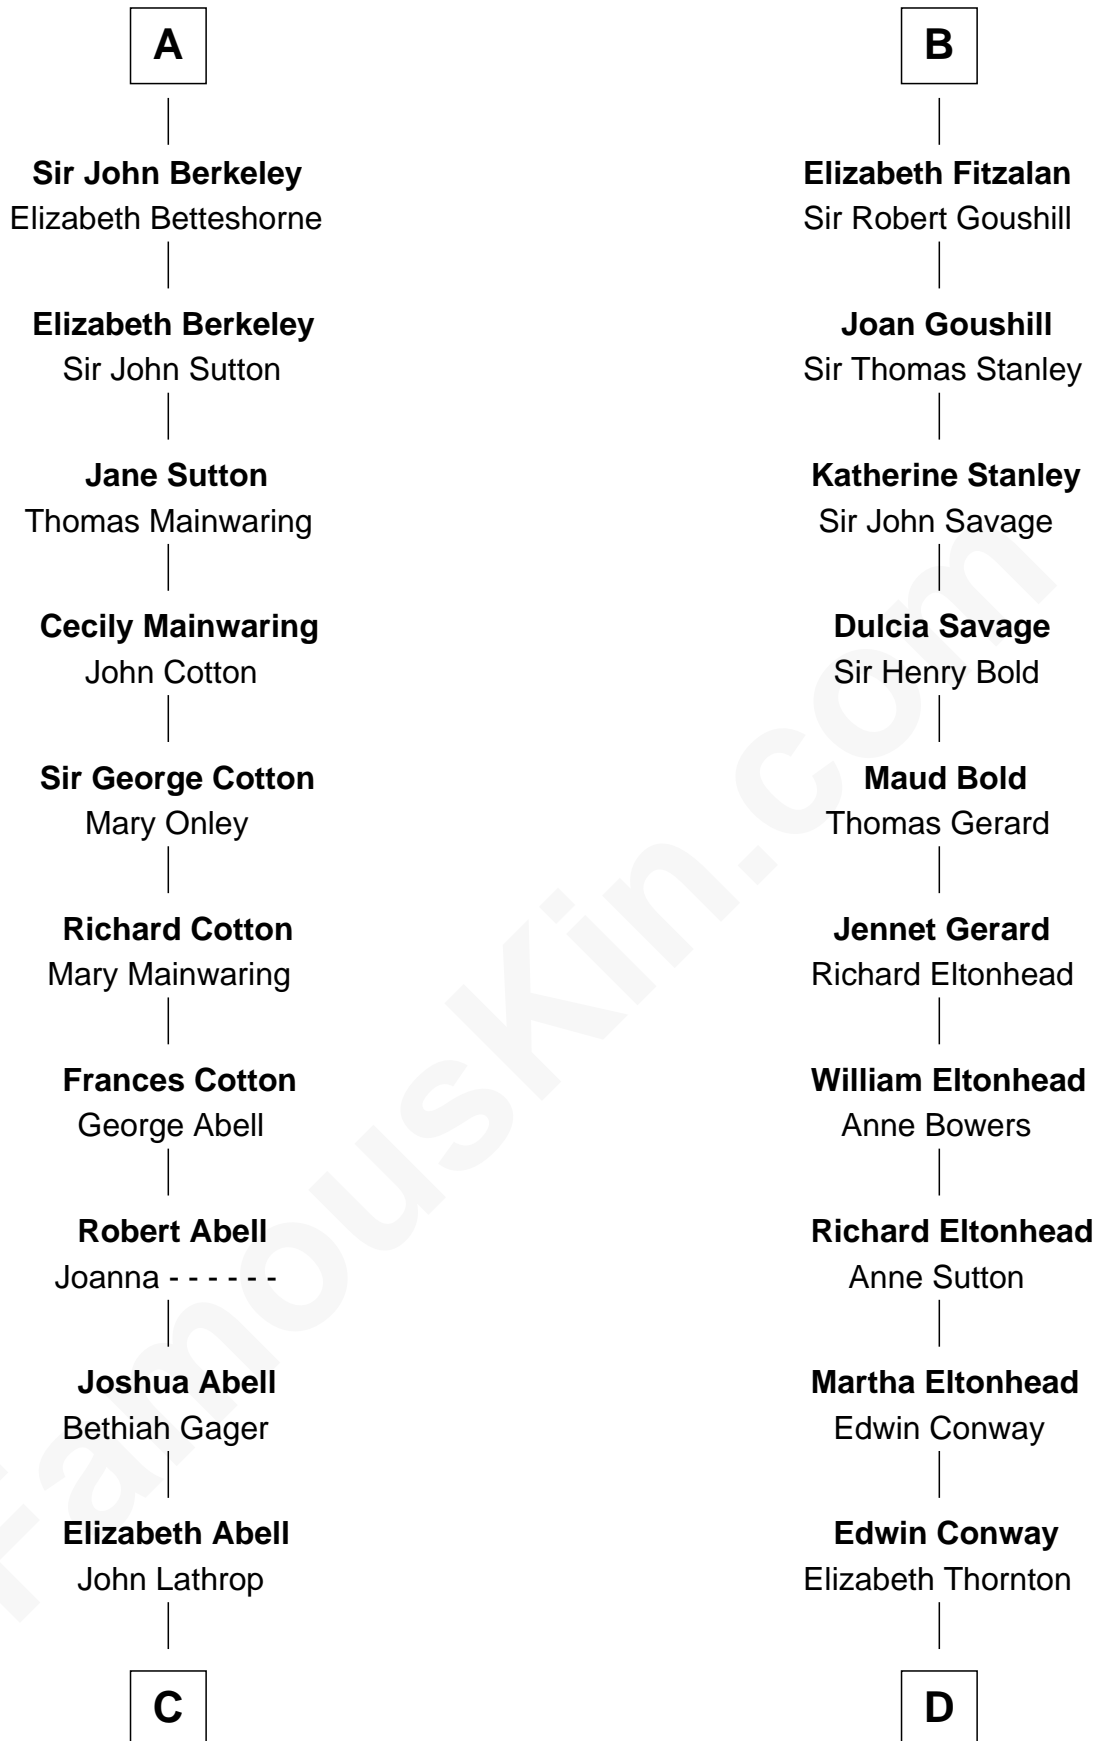 A
Sir John Berkeley
Elizabeth Betteshorne
Elizabeth Berkeley
Sir John Sutton
Jane Sutton
Thomas Mainwaring
Cecily Mainwaring
John Cotton
Sir George Cotton
Mary Onley
Richard Cotton
Mary Mainwaring
Frances Cotton
George Abell
Robert Abell
Joanna - - - - - -
Joshua Abell
Bethiah Gager
Elizabeth Abell
John Lathrop
C
B
Elizabeth Fitzalan
Sir Robert Goushill
Joan Goushill
Sir Thomas Stanley
Katherine Stanley
Sir John Savage
Dulcia Savage
Sir Henry Bold
Maud Bold
Thomas Gerard
Jennet Gerard
Richard Eltonhead
William Eltonhead
Anne Bowers
Richard Eltonhead
Anne Sutton
Martha Eltonhead
Edwin Conway
Edwin Conway
Elizabeth Thornton
D
FamousKin.com